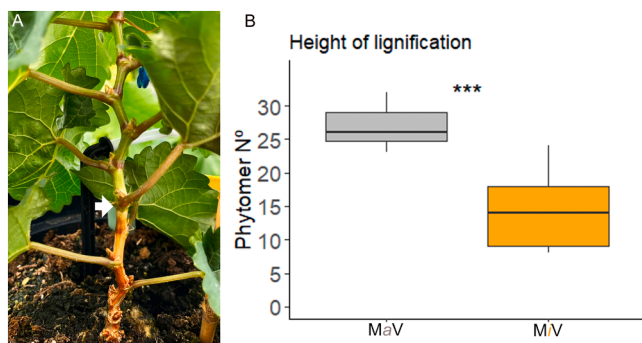 A
B
Height of lignification
***
Phytomer Nº
30
25
20
15
10
5
0
MaV
MiV